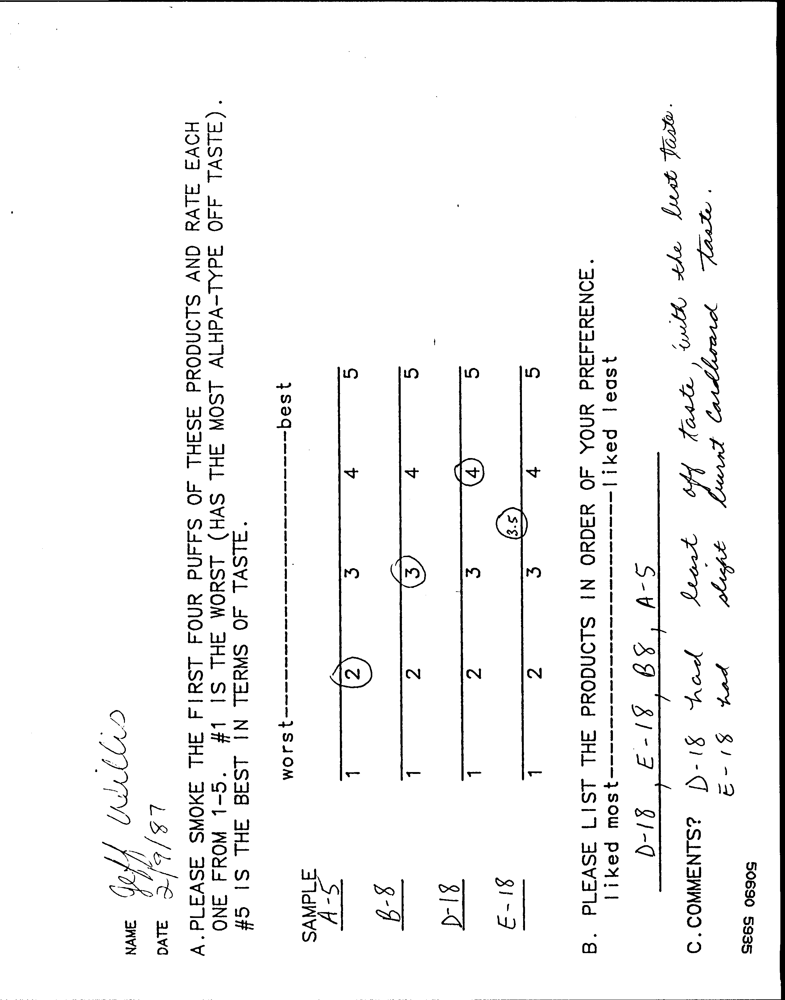 NAME Jeff Willis
DATE 2/9/87
A. PLEASE SMOKE THE FIRST FOUR PUFFS OF THESE PRODUCTS AND RATE EACH
ONE FROM 1-5. #1 IS THE WORST (HAS THE MOST ALHPA-TYPE OFF TASTE).
#5 IS THE BEST IN TERMS OF TASTE.
worst----------------------------------best
SAMPLE
A-5 1 2 3 4 5
B-8 1 2 3 4 5
D-18 1 2 3 4 5
3.5
E-18 1 2 3 4 5
B. PLEASE LIST THE PRODUCTS IN ORDER OF YOUR PREFERENCE.
liked most----------------------------liked least
D-18, E-18, B8, A-5
C. COMMENTS? D-18 had least off taste, with the best taste.
E-18 had slight burnt cardboard taste.
50690 5935